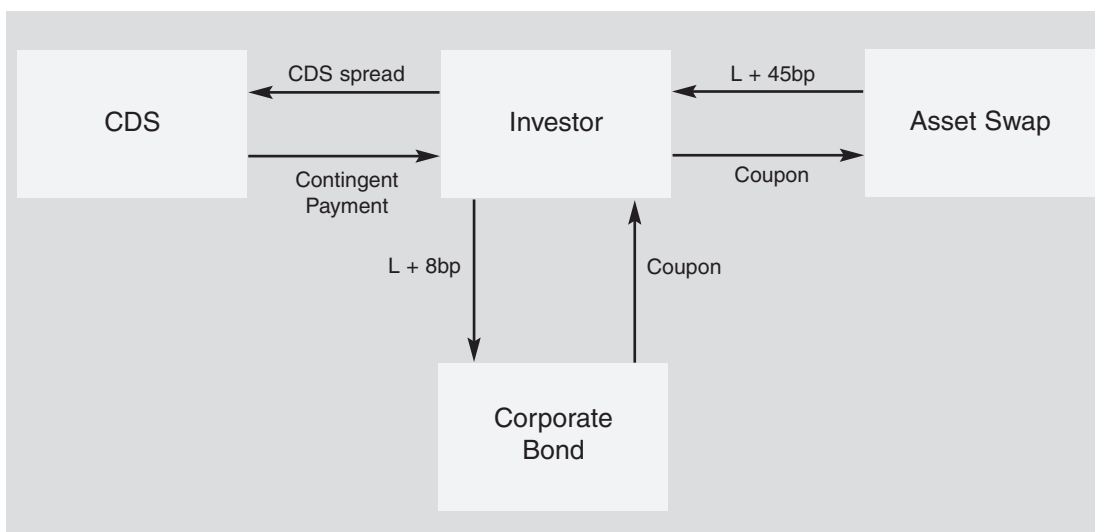 CDS spread
L + 45bp
CDS
Investor
Asset Swap
Contingent
Payment
Coupon
L + 8bp
Coupon
Corporate
Bond